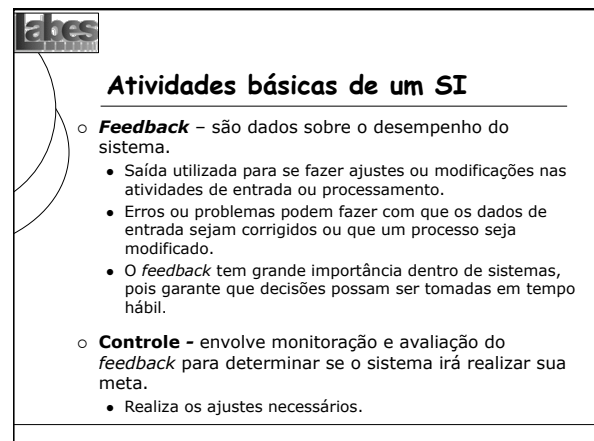 labes
Atividades básicas de um SI
○ Feedback – são dados sobre o desempenho do
sistema.
• Saída utilizada para se fazer ajustes ou modificações nas
atividades de entrada ou processamento.
• Erros ou problemas podem fazer com que os dados de
entrada sejam corrigidos ou que um processo seja
modificado.
• O feedback tem grande importância dentro de sistemas,
pois garante que decisões possam ser tomadas em tempo
hábil.
○ Controle - envolve monitoração e avaliação do
feedback para determinar se o sistema irá realizar sua
meta.
• Realiza os ajustes necessários.